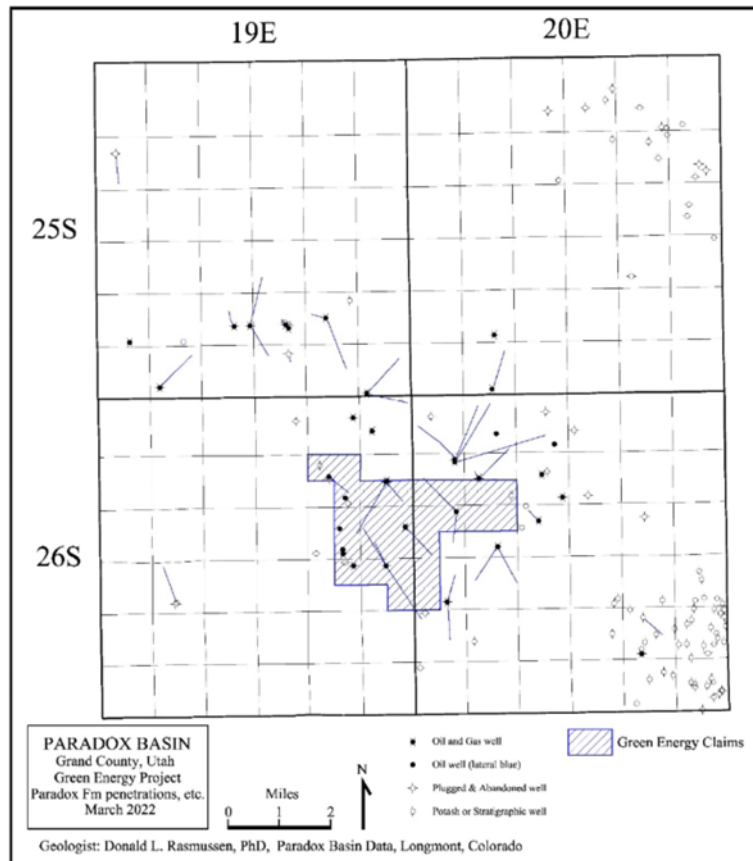 19E
20E
25S
26S
PARADOX BASIN
Grand County, Utah
Green Energy Project
Paradox Fm penetrations, etc.
March 2022
Miles
0 1 2
N
Oil and Gas well
Oil well (lateral blue)
Plugged & Abandoned well
Potash or Stratigraphic well
Green Energy Claims
Geologist: Donald L. Rasmussen, PhD, Paradox Basin Data, Longmont, Colorado